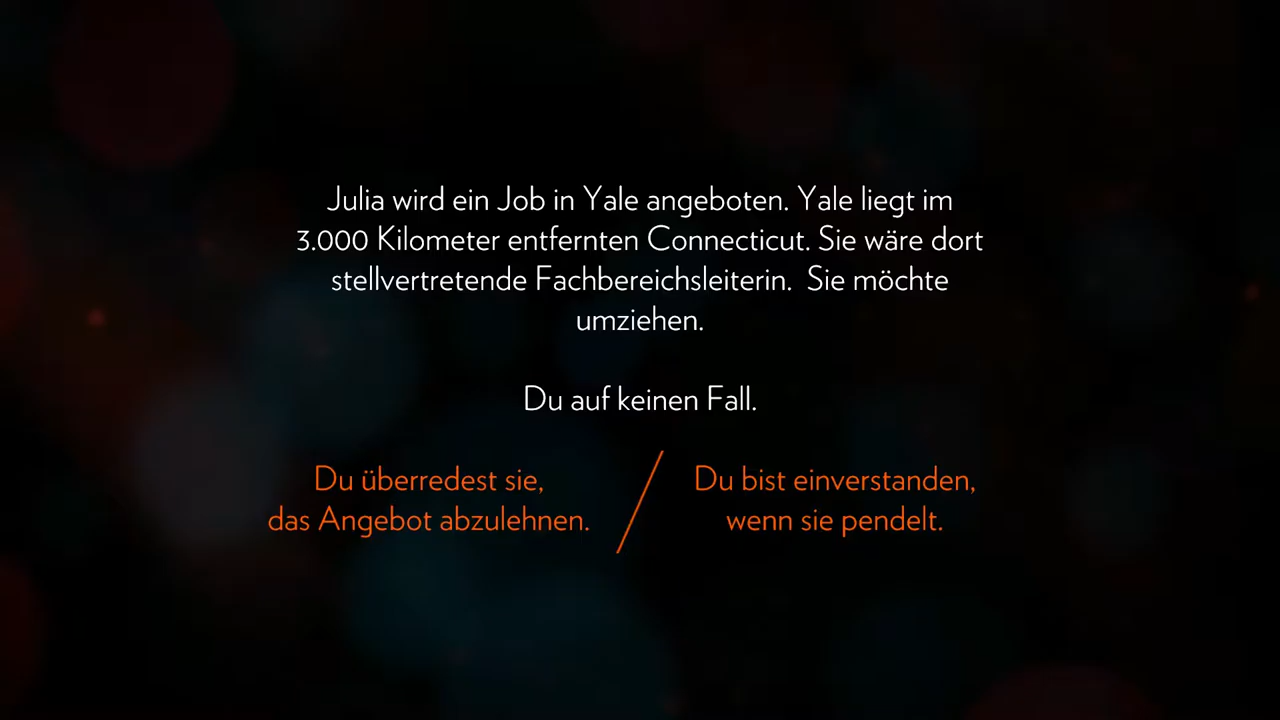 Julia wird ein Job in Yale angeboten. Yale liegt im
3.000 Kilometer entfernten Connecticut. Sie wäre dort
stellvertretende Fachbereichsleiterin.  Sie möchte
umziehen.
Du auf keinen Fall.
Du überredest sie,
das Angebot abzulehnen.
Du bist einverstanden,
wenn sie pendelt.